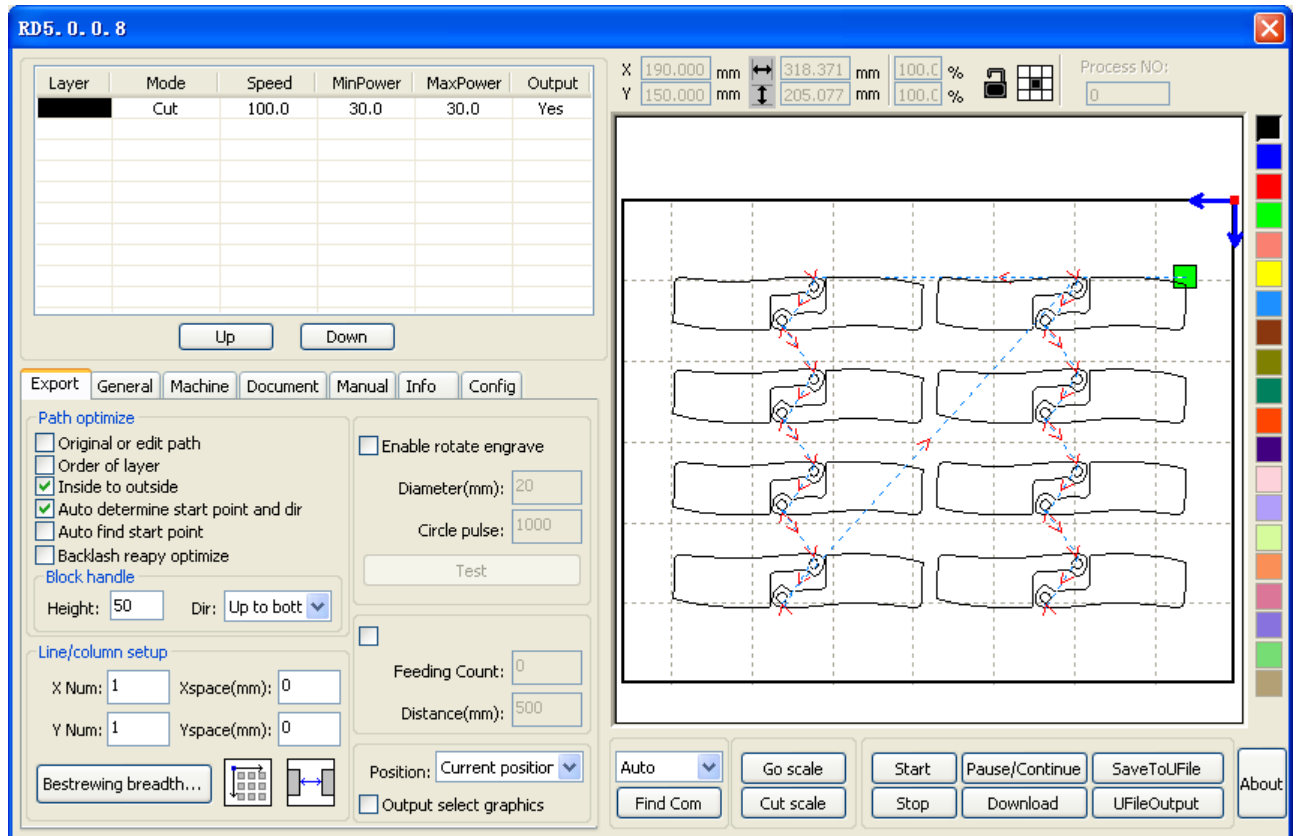 RD5.0.0.8
Layer Mode Speed MinPower MaxPower Output
Cut 100.0 30.0 30.0 Yes
Up Down
X 190.000 mm 318.371 mm 100.0 % Process NO:
Y 150.000 mm 205.077 mm 100.0 % 0
Export General Machine Document Manual Info Config
Path optimize
Original or edit path
Order of layer
Inside to outside
Auto determine start point and dir
Auto find start point
Backlash reapy optimize
Block handle
Height: 50 Dir: Up to bott
Line/column setup
X Num: 1 Xspace(mm): 0
Y Num: 1 Yspace(mm): 0
Bestrewing breadth...
Enable rotate engrave
Diameter(mm): 20
Circle pulse: 1000
Test
Feeding Count: 0
Distance(mm): 500
Position: Current position
Output select graphics
Auto Go scale Start Pause/Continue SaveToUFile
Find Com Cut scale Stop Download UFileOutput
About